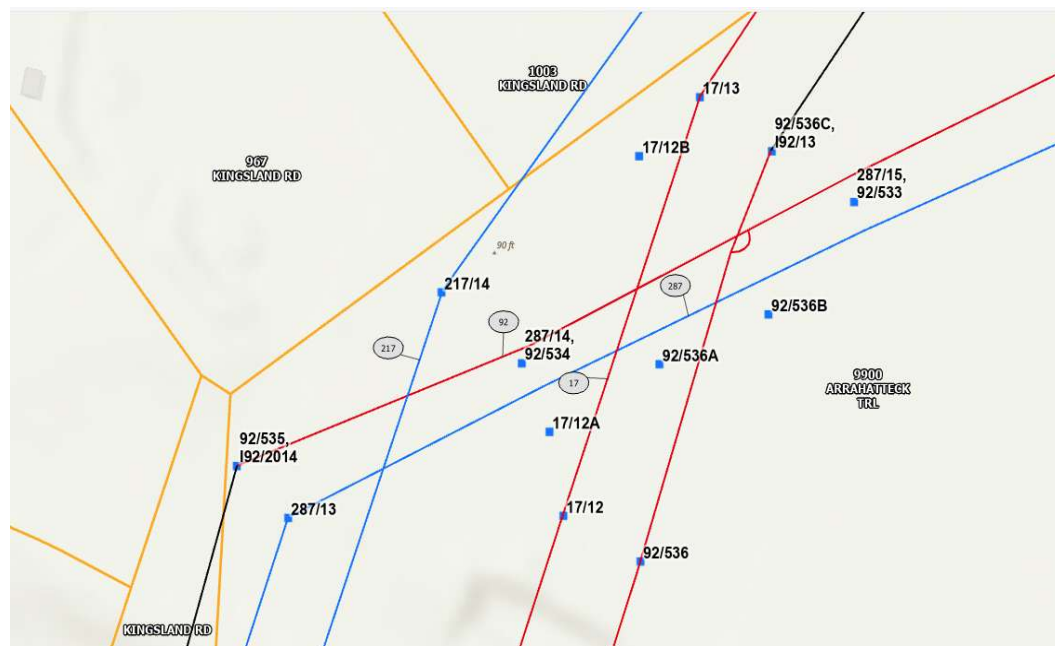 1003
KINGSLAND RD
17/13
92/536C,
I92/13
17/12B
967
KINGSLAND RD
287/15,
92/533
90 ft
217/14
287
92/536B
92
217
287/14,
92/534
92/536A
17
9900
ARRAHATTECK
TRL
17/12A
92/535,
I92/2014
287/13
17/12
92/536
KINGSLAND RD